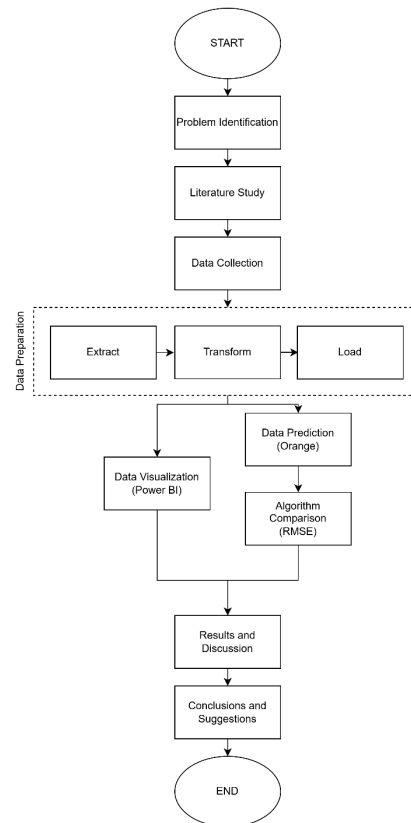 START
Problem Identification
Literature Study
Data Collection
Data Preparation
Extract
Transform
Load
Data Visualization
(Power BI)
Data Prediction
(Orange)
Algorithm
Comparison
(RMSE)
Results and
Discussion
Conclusions and
Suggestions
END